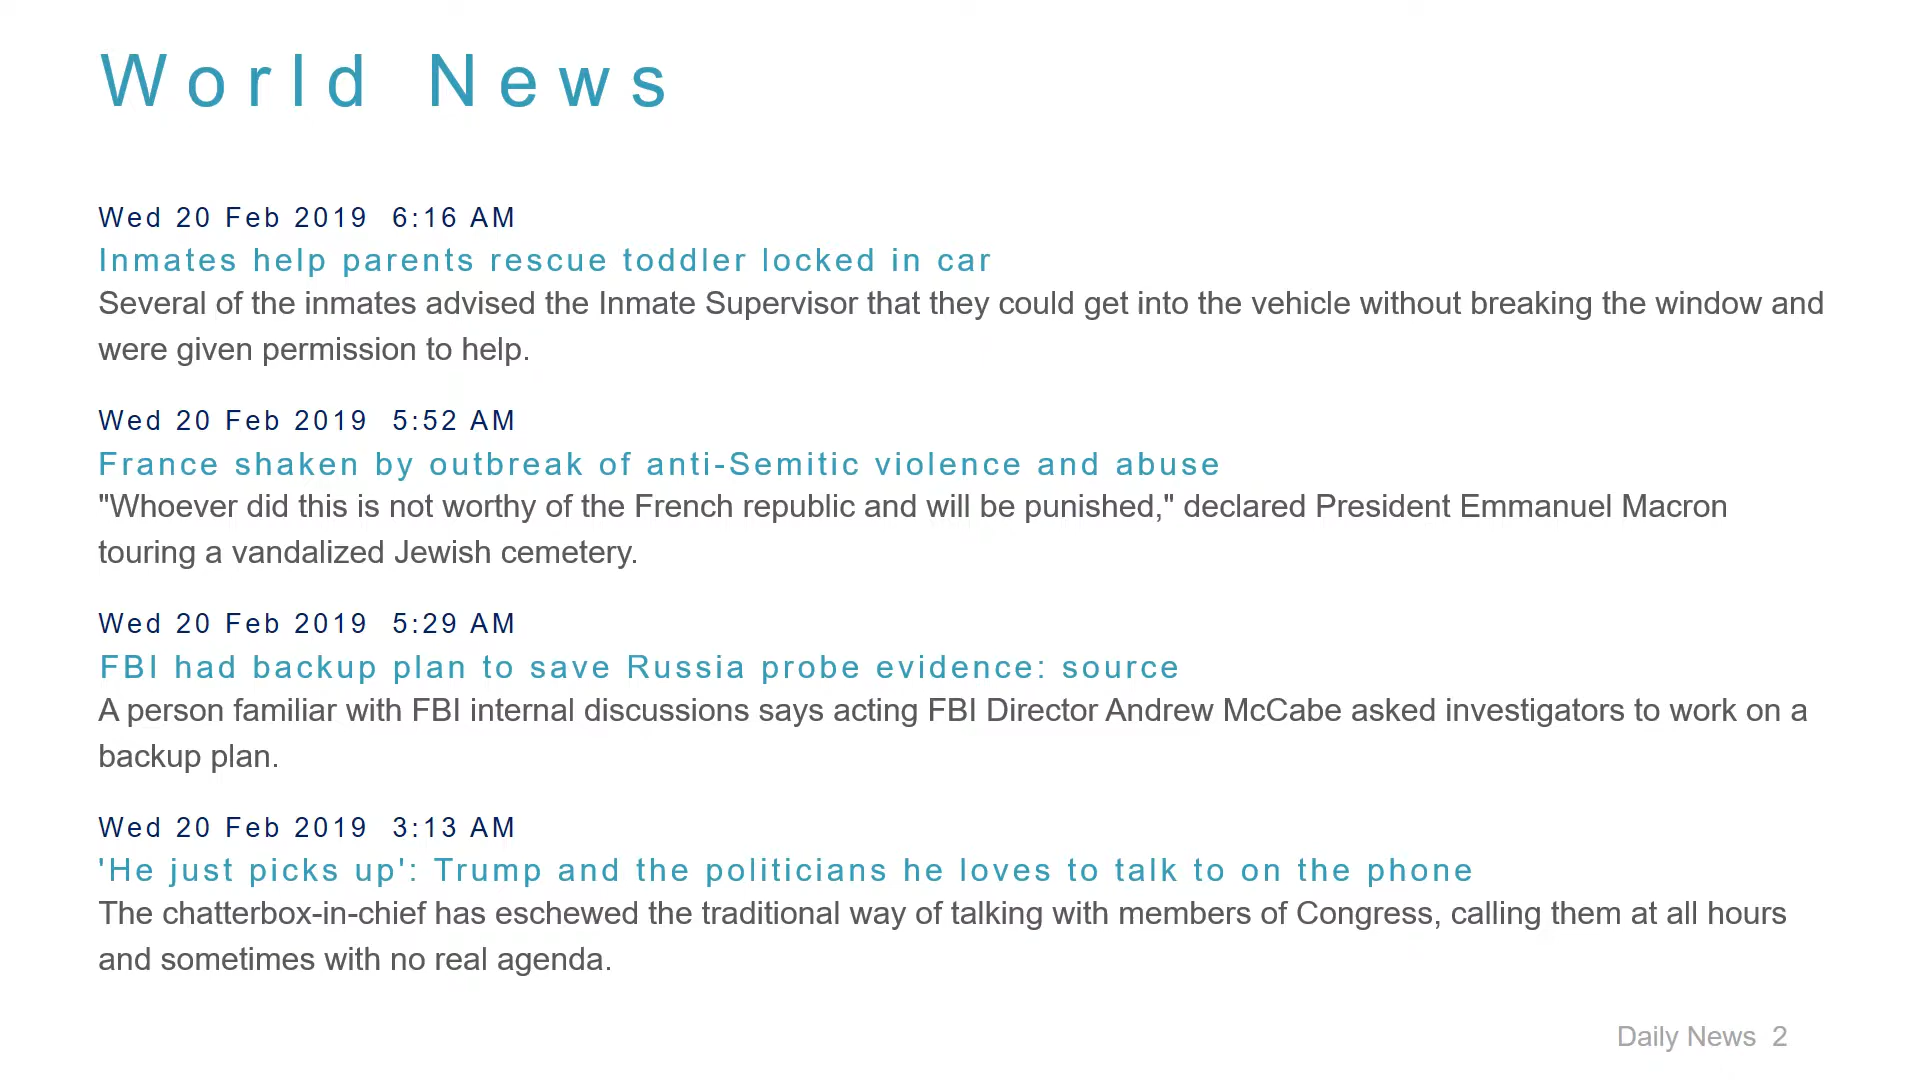 World News
Wed 20 Feb 2019 6:16 AM
Inmates help parents rescue toddler locked in car
Several of the inmates advised the Inmate Supervisor that they could get into the vehicle without breaking the window and
were given permission to help.
Wed 20 Feb 2019 5:52 AM
France shaken by outbreak of anti-Semitic violence and abuse
"Whoever did this is not worthy of the French republic and will be punished," declared President Emmanuel Macron
touring a vandalized Jewish cemetery.
Wed 20 Feb 2019 5:29 AM
FBI had backup plan to save Russia probe evidence: source
A person familiar with FBI internal discussions says acting FBI Director Andrew McCabe asked investigators to work on a
backup plan.
Wed 20 Feb 2019 3:13 AM
'He just picks up': Trump and the politicians he loves to talk to on the phone
The chatterbox-in-chief has eschewed the traditional way of talking with members of Congress, calling them at all hours
and sometimes with no real agenda.
Daily News 2